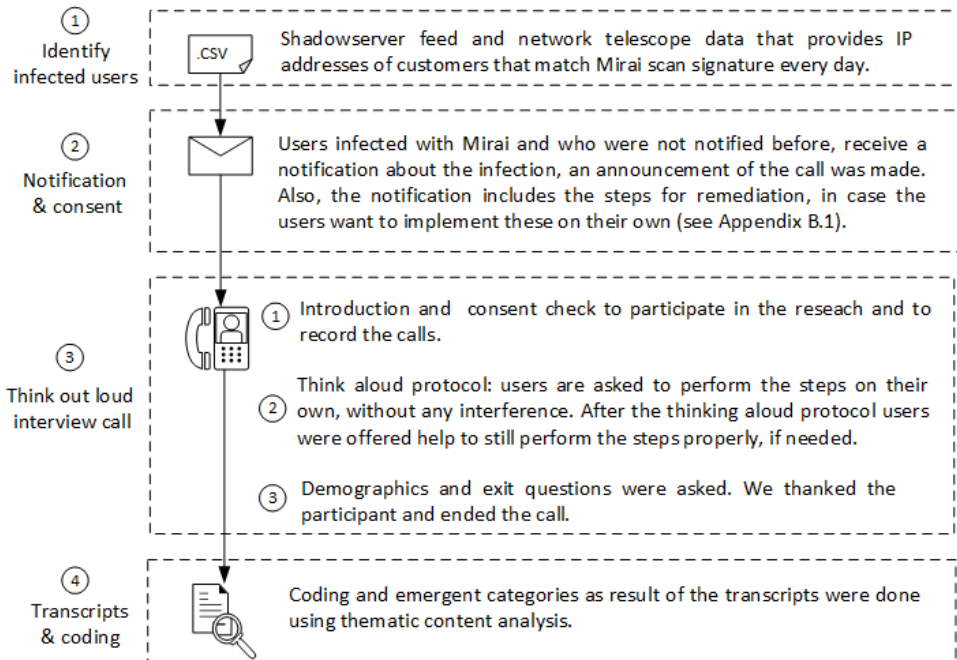 1
Identify
infected users
.CSV
Shadowserver feed and network telescope data that provides IP
addresses of customers that match Mirai scan signature every day.
2
Notification
& consent
Users infected with Mirai and who were not notified before, receive a
notification about the infection, an announcement of the call was made.
Also, the notification includes the steps for remediation, in case the
users want to implement these on their own (see Appendix B.1).
3
Think out loud
interview call
1
Introduction and consent check to participate in the reseach and to
record the calls.
2
Think aloud protocol: users are asked to perform the steps on their
own, without any interference. After the thinking aloud protocol users
were offered help to still perform the steps properly, if needed.
3
Demographics and exit questions were asked. We thanked the
participant and ended the call.
4
Transcripts
& coding
Coding and emergent categories as result of the transcripts were done
using thematic content analysis.